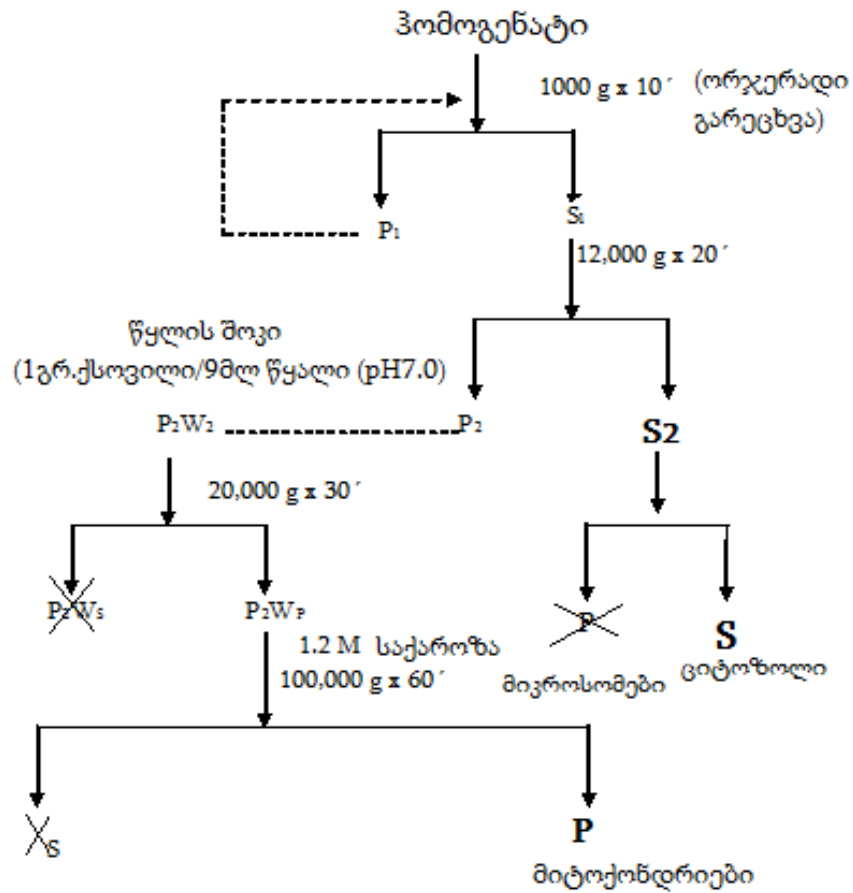 ჰომოგენატი
1000 g x 10´ (ორჯერადი
გარეცხვა)
P1
S1
12,000 g x 20´
წყლის შოკი
(1გრ.ქსოვილი/9მლ წყალი (pH7.0)
P2W2
P2
S2
20,000 g x 30´
P2WS
P2WP
P
S
1.2 M საქაროზა
100,000 g x 60´
მიკროსომები
ციტოზოლი
S
P
მიტოქონდრიები